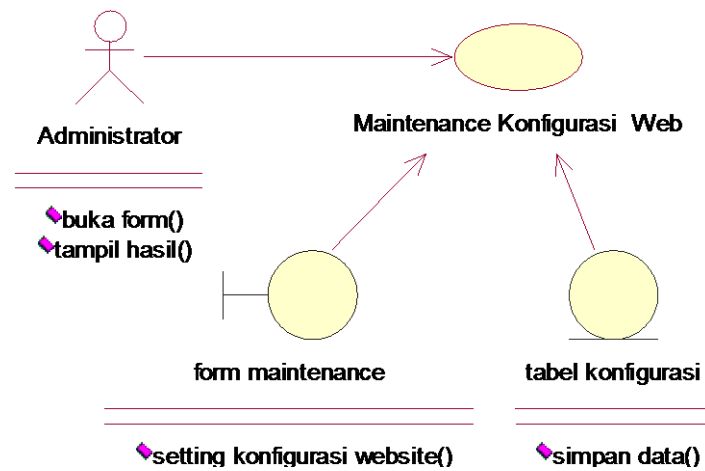 Administrator
Maintenance Konfigurasi Web
buka form()
tampil hasil()
form maintenance
tabel konfigurasi
setting konfigurasi website()
simpan data()